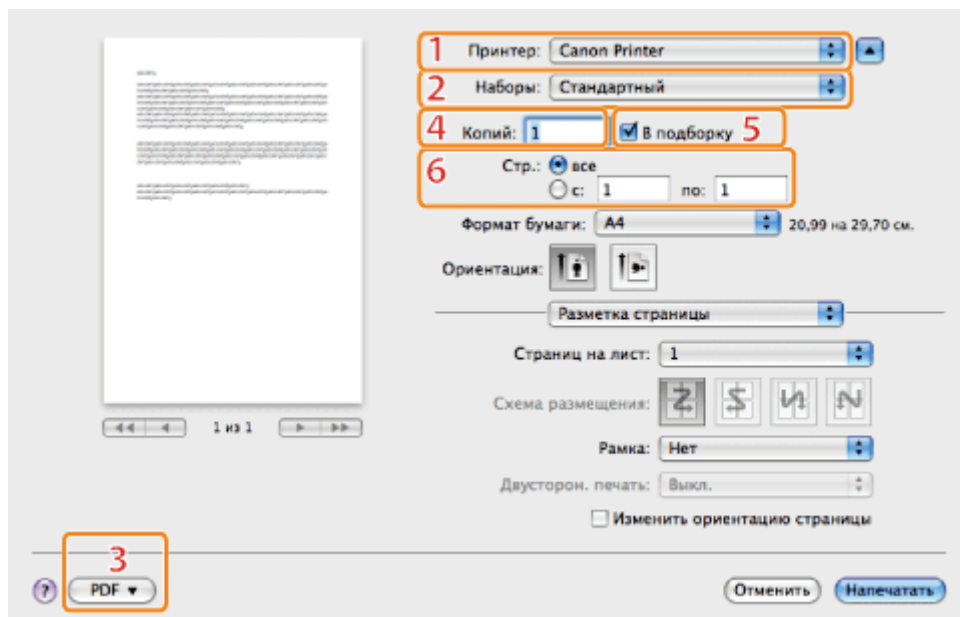 1 Принтер: Canon Printer
2 Наборы: Стандартный
4 Копий: 1 В подборку 5
6 Стр.: все
с: 1 по: 1
Формат бумаги: A4 20,99 на 29,70 см.
Ориентация:
Разметка страницы
Страниц на лист: 1
Схема размещения:
1 из 1
Рамка: Нет
Двусторон. печать: Выкл.
Изменить ориентацию страницы
3
? PDF Отменить Напечатать